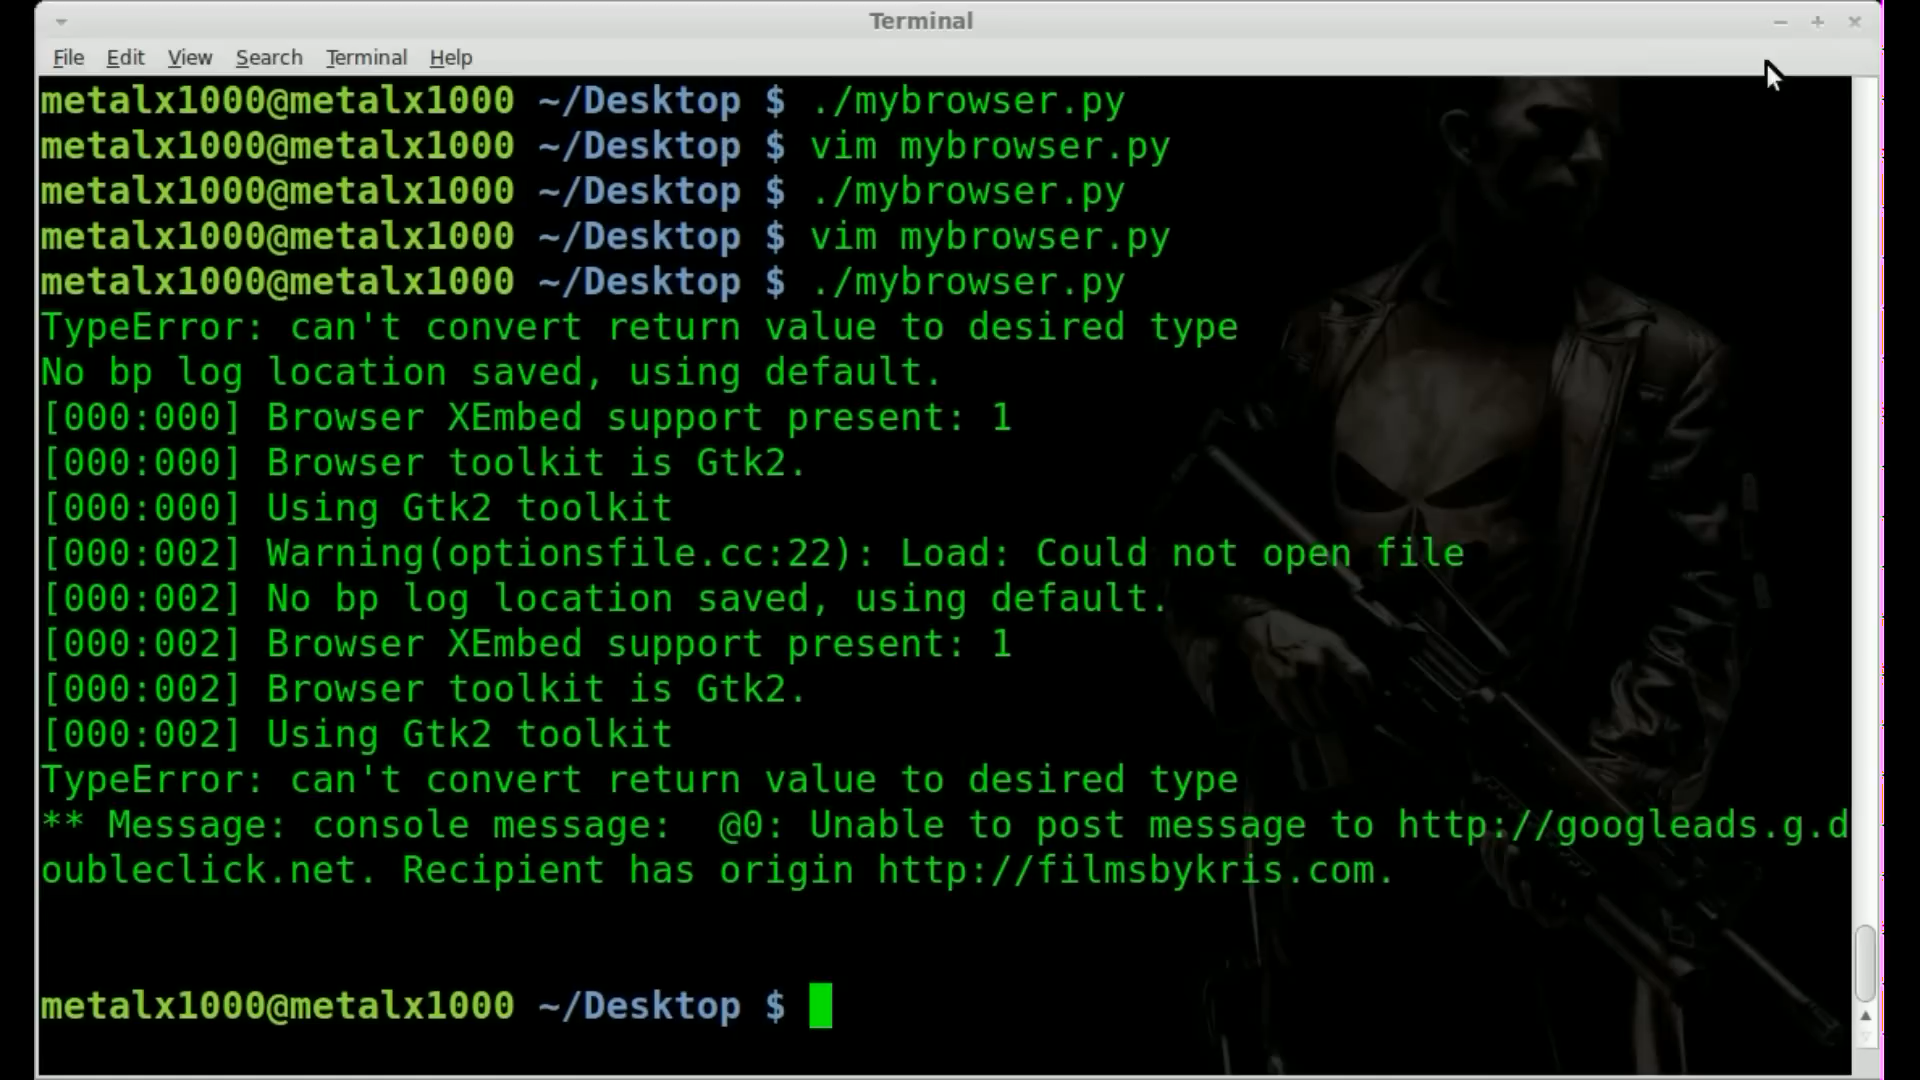 Terminal
File Edit View Search Terminal Help
metalx1000@metalx1000 ~/Desktop $ ./mybrowser.py
metalx1000@metalx1000 ~/Desktop $ vim mybrowser.py
metalx1000@metalx1000 ~/Desktop $ ./mybrowser.py
metalx1000@metalx1000 ~/Desktop $ vim mybrowser.py
metalx1000@metalx1000 ~/Desktop $ ./mybrowser.py
TypeError: can't convert return value to desired type
No bp log location saved, using default.
[000:000] Browser XEmbed support present: 1
[000:000] Browser toolkit is Gtk2.
[000:000] Using Gtk2 toolkit
[000:002] Warning(optionsfile.cc:22): Load: Could not open file
[000:002] No bp log location saved, using default.
[000:002] Browser XEmbed support present: 1
[000:002] Browser toolkit is Gtk2.
[000:002] Using Gtk2 toolkit
TypeError: can't convert return value to desired type
** Message: console message:  @0: Unable to post message to http://googleads.g.d
oubleclick.net. Recipient has origin http://filmsbykris.com.
metalx1000@metalx1000 ~/Desktop $